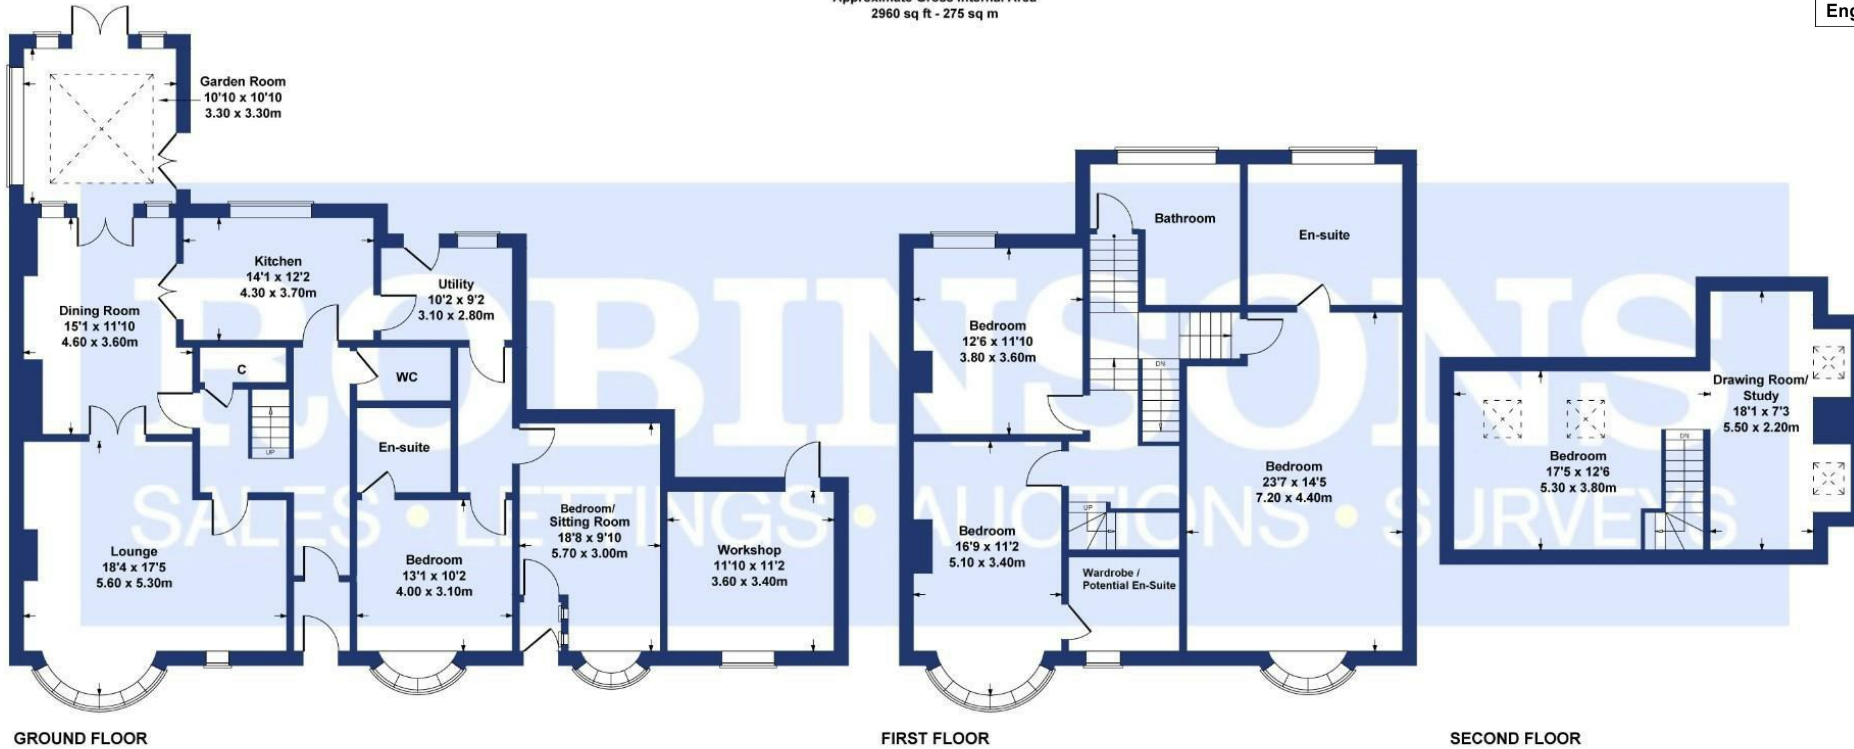 Approximate Gross Internal Area
2960 sq ft - 275 sq m
Eng
Garden Room
10'10 x 10'10
3.30 x 3.30m
Kitchen
14'1 x 12'2
4.30 x 3.70m
Utility
10'2 x 9'2
3.10 x 2.80m
Dining Room
15'1 x 11'10
4.60 x 3.60m
C
WC
UP
En-suite
Lounge
18'4 x 17'5
5.60 x 5.30m
Bedroom
13'1 x 10'2
4.00 x 3.10m
Bedroom/
Sitting Room
18'8 x 9'10
5.70 x 3.00m
Workshop
11'10 x 11'2
3.60 x 3.40m
GROUND FLOOR
Bathroom
En-suite
Bedroom
12'6 x 11'10
3.80 x 3.60m
DN
Bedroom
23'7 x 14'5
7.20 x 4.40m
UP
Bedroom
16'9 x 11'2
5.10 x 3.40m
Wardrobe /
Potential En-Suite
FIRST FLOOR
Drawing Room/
Study
18'1 x 7'3
5.50 x 2.20m
DN
Bedroom
17'5 x 12'6
5.30 x 3.80m
SECOND FLOOR
ROBINSONS
SALES • LETTINGS • AUCTIONS • SURVEYS